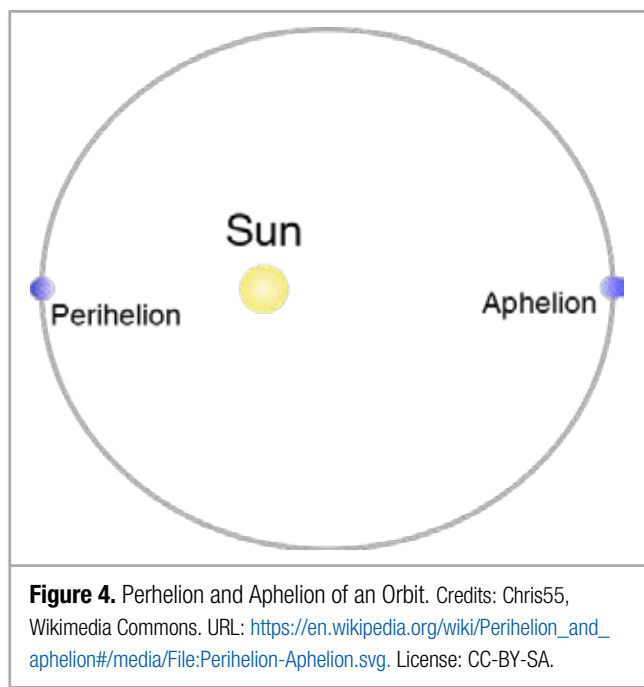 Sun
Perihelion
Aphelion
Figure 4. Perhelion and Aphelion of an Orbit. Credits: Chris55,
Wikimedia Commons. URL: https://en.wikipedia.org/wiki/Perihelion_and_
aphelion#/media/File:Perihelion-Aphelion.svg. License: CC-BY-SA.